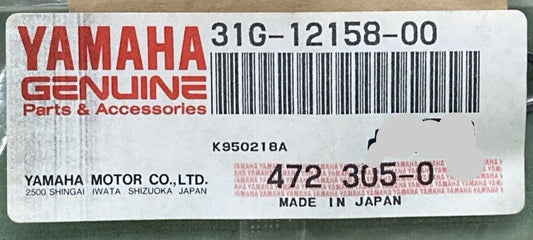 YAMAHA
GENUINE
Parts & Accessories
31G-12158-00
K950218A
YAMAHA MOTOR CO.,LTD.
2500 SHINGAI IWATA SHIZUOKA JAPAN
472 305-0
MADE IN JAPAN